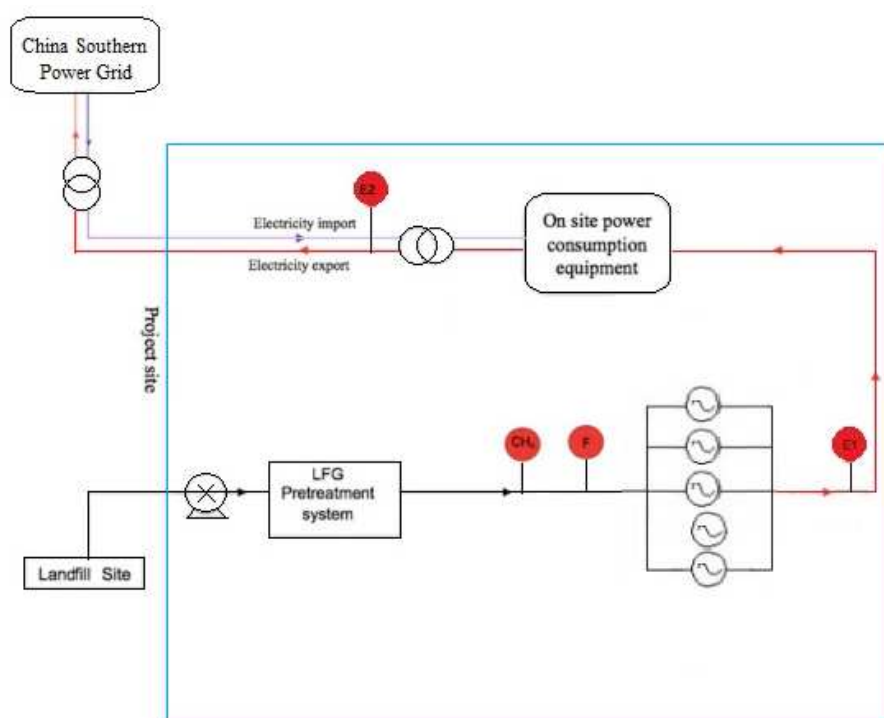 China Southern
Power Grid
E2
Electricity import
On site power
consumption
equipment
Electricity export
Project site
CH₄
F
E1
LFG
Pretreatment
system
Landfill Site